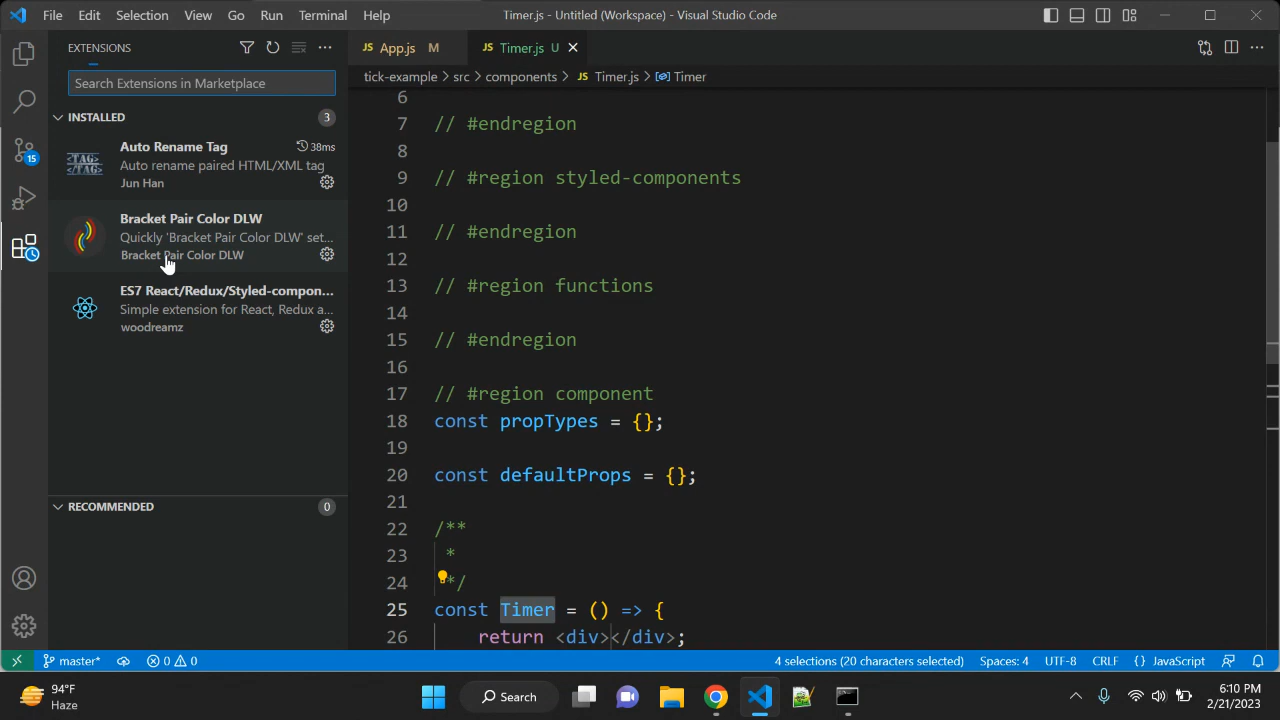 File Edit Selection View Go Run Terminal Help
Timer.js - Untitled (Workspace) - Visual Studio Code
EXTENSIONS
Search Extensions in Marketplace
INSTALLED 3
<TAG>
</TAG>
Auto Rename Tag 38ms
Auto rename paired HTML/XML tag
Jun Han
Bracket Pair Color DLW
Quickly 'Bracket Pair Color DLW' set...
Bracket Pair Color DLW
ES7 React/Redux/Styled-compon...
Simple extension for React, Redux a...
woodreamz
15
RECOMMENDED 0
JS App.js M
JS Timer.js U
tick-example > src > components > JS Timer.js > Timer
6
7 // #endregion
8
9 // #region styled-components
10
11 // #endregion
12
13 // #region functions
14
15 // #endregion
16
17 // #region component
18 const propTypes = {};
19
20 const defaultProps = {};
21
22 /**
23 *
24 */
25 const Timer = () => {
26 return <div></div>;
master* 0 0 4 selections (20 characters selected) Spaces: 4 UTF-8 CRLF {} JavaScript
94°F
Haze
Search
6:10 PM
2/21/2023